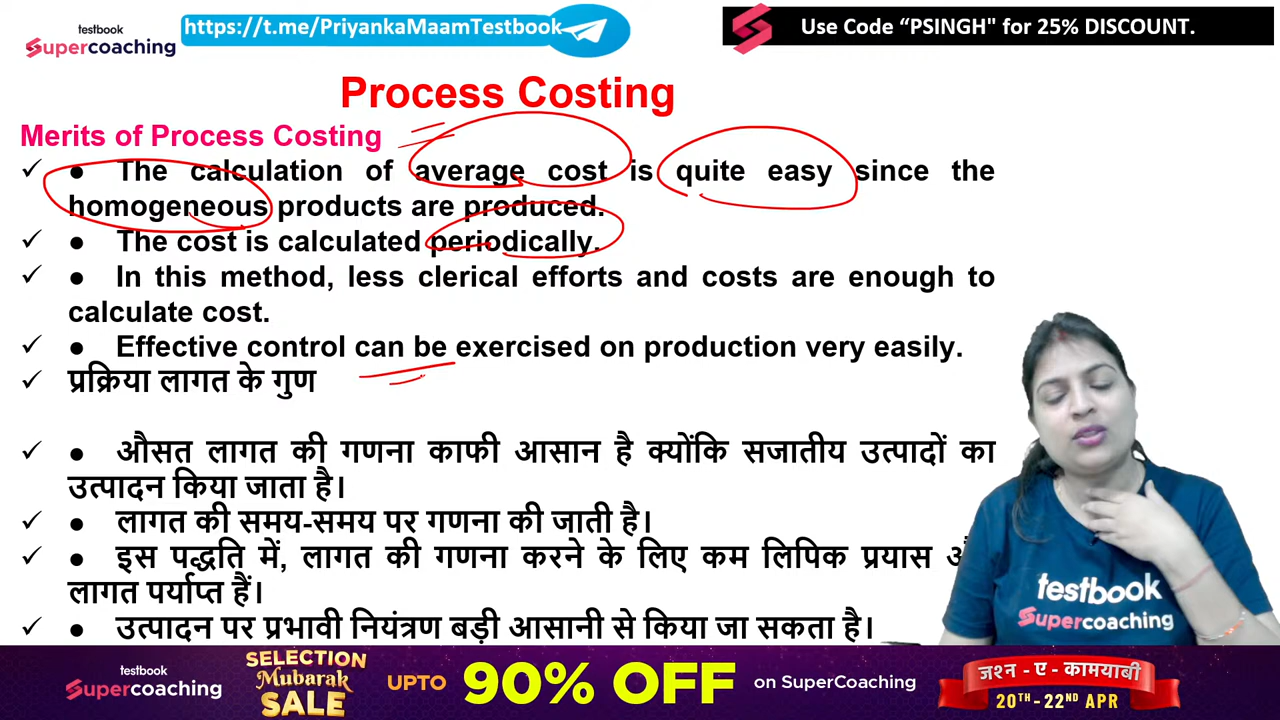 testbook
Supercoaching
https://t.me/PriyankaMaamTestbook
Use Code “PSINGH" for 25% DISCOUNT.
Process Costing
Merits of Process Costing
✓ ● The calculation of average cost is quite easy since the
homogeneous products are produced.
✓ ● The cost is calculated periodically.
✓ ● In this method, less clerical efforts and costs are enough to
calculate cost.
✓ ● Effective control can be exercised on production very easily.
✓ प्रक्रिया लागत के गुण
✓ ● औसत लागत की गणना काफी आसान है क्योंकि सजातीय उत्पादों का
उत्पादन किया जाता है।
✓ ● लागत की समय-समय पर गणना की जाती है।
✓ ● इस पद्धति में, लागत की गणना करने के लिए कम लिपिक प्रयास
लागत पर्याप्त हैं।
✓ ● उत्पादन पर प्रभावी नियंत्रण बड़ी आसानी से किया जा सकता है।
testbook
Supercoaching
testbook
Supercoaching
SELECTION
Mubarak
SALE
UPTO 90% OFF on SuperCoaching
जश्न - ए - कामयाबी
20TH - 22ND APR